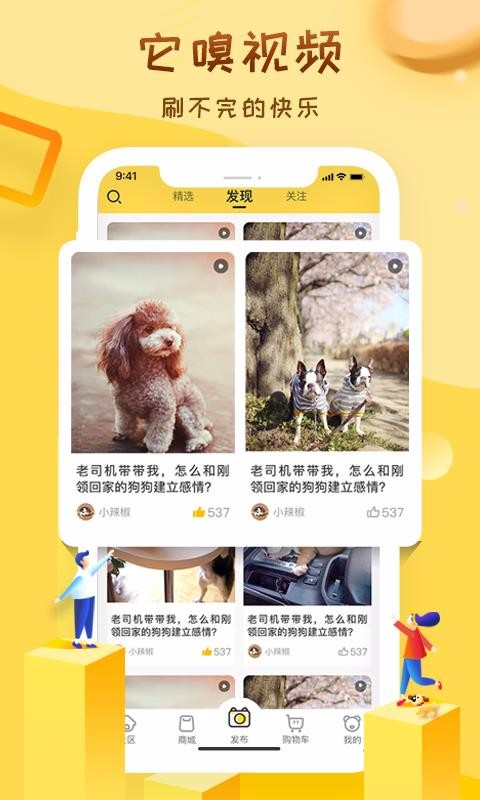 它嗅视频
刷不完的快乐
9:41
精选
发现
关注
老司机带带我，怎么和刚
领回家的狗狗建立感情?
小辣椒
537
老司机带带我，怎么和刚
领回家的狗狗建立感情?
小辣椒
537
老司机带带我，怎么和刚
领回家的狗狗建立感情?
小辣椒
537
老司机带带我，怎么和刚
领回家的狗狗建立感情?
小辣椒
537
区
商城
发布
购物车
我的